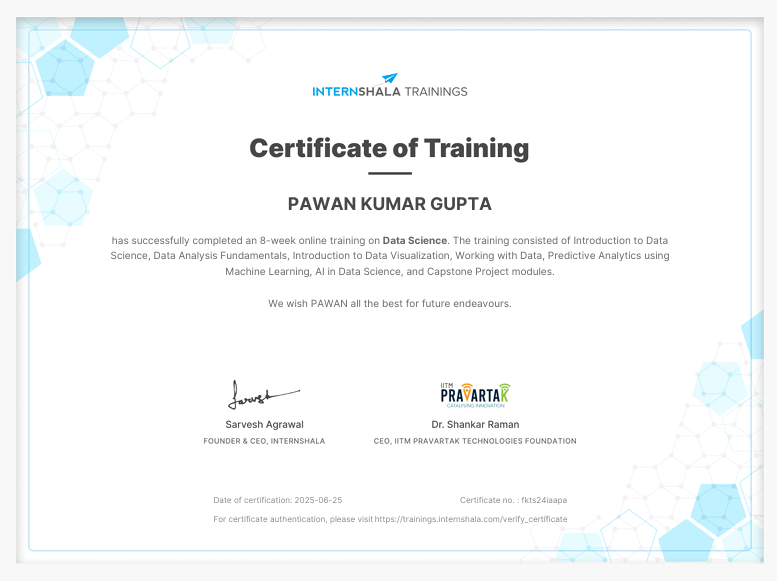 INTERNSHALA TRAININGS
Certificate of Training
PAWAN KUMAR GUPTA
has successfully completed an 8-week online training on Data Science. The training consisted of Introduction to Data
Science, Data Analysis Fundamentals, Introduction to Data Visualization, Working with Data, Predictive Analytics using
Machine Learning, AI in Data Science, and Capstone Project modules.
We wish PAWAN all the best for future endeavours.
Sarvesh
IITM
PRAVARTAK
CATALYSING INNOVATION
Sarvesh Agrawal
Dr. Shankar Raman
FOUNDER & CEO, INTERNSHALA
CEO, IITM PRAVARTAK TECHNOLOGIES FOUNDATION
Date of certification: 2025-06-25
Certificate no. : fkts24iaapa
For certificate authentication, please visit https://trainings.internshala.com/verify_certificate